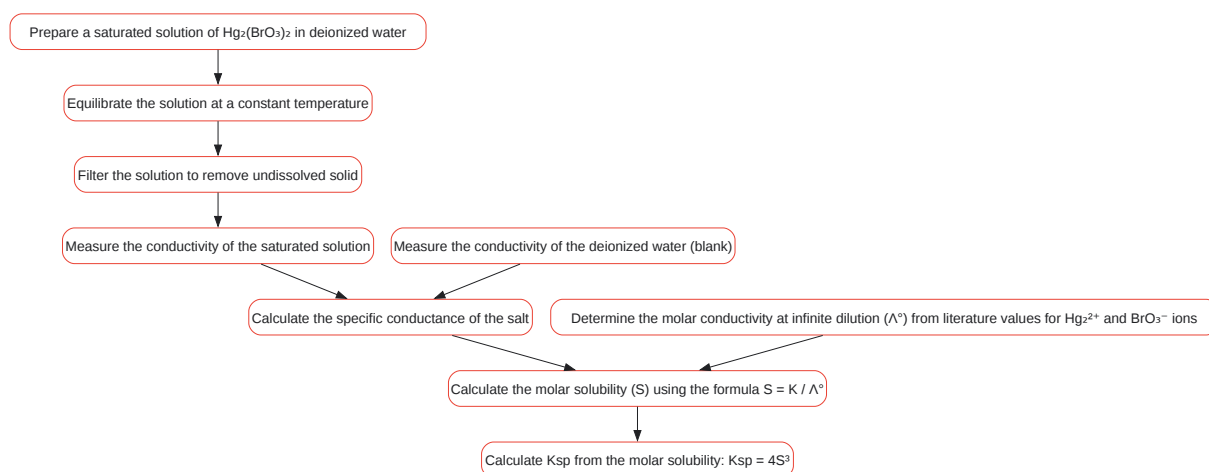 Prepare a saturated solution of Hg₂(BrO₃)₂ in deionized water
Equilibrate the solution at a constant temperature
Filter the solution to remove undissolved solid
Measure the conductivity of the saturated solution
Measure the conductivity of the deionized water (blank)
Calculate the specific conductance of the salt
Determine the molar conductivity at infinite dilution (Λ°) from literature values for Hg₂²⁺ and BrO₃⁻ ions
Calculate the molar solubility (S) using the formula S = K / Λ°
Calculate Ksp from the molar solubility: Ksp = 4S³